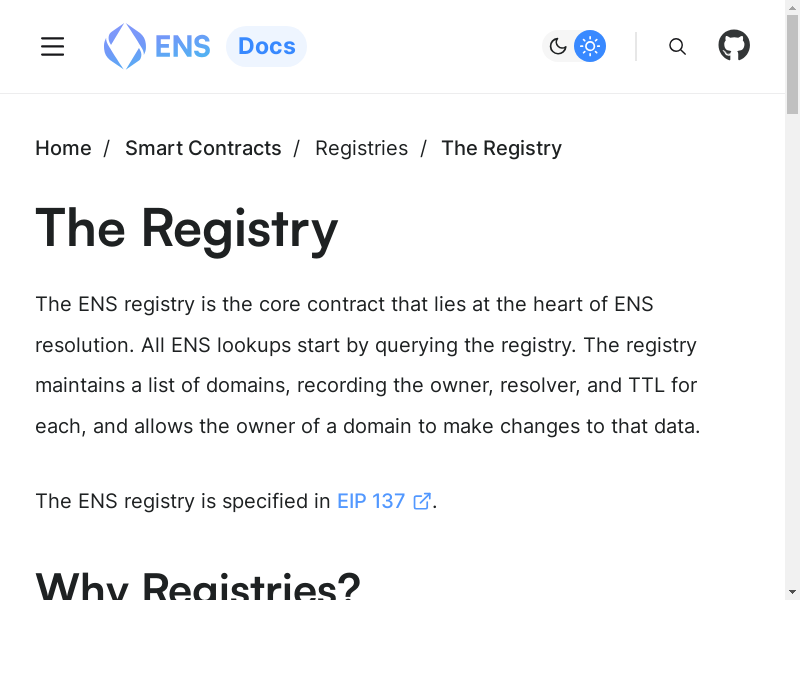 ENS Docs
Home / Smart Contracts / Registries / The Registry
The Registry
The ENS registry is the core contract that lies at the heart of ENS
resolution. All ENS lookups start by querying the registry. The registry
maintains a list of domains, recording the owner, resolver, and TTL for
each, and allows the owner of a domain to make changes to that data.
The ENS registry is specified in EIP 137.
Why Registries?